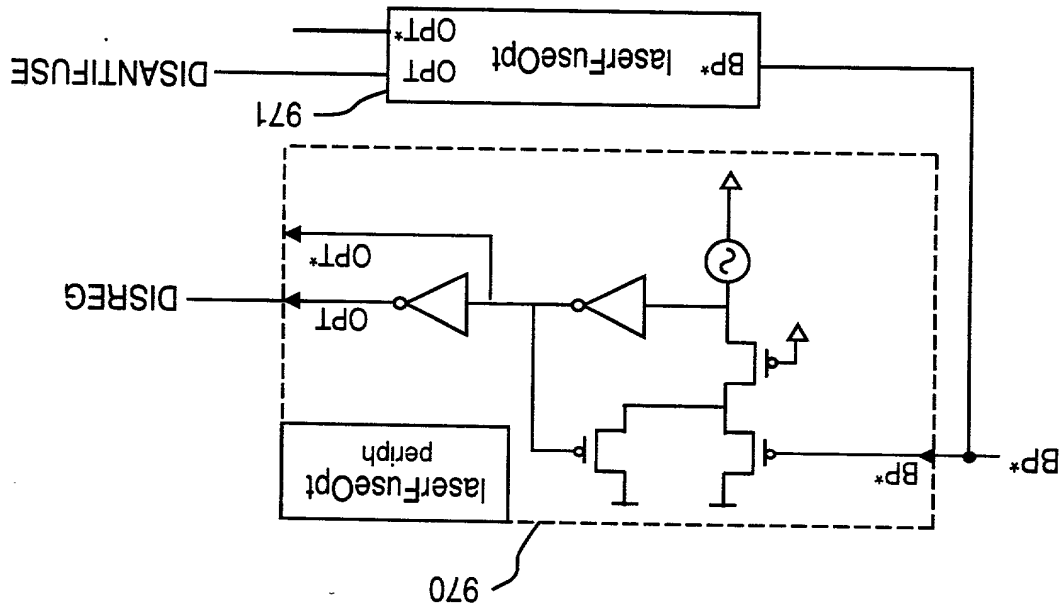 970
laserFuseOpt
periph
BP*
BP*
OPT
DISREG
OPT*
971
BP*
laserFuseOpt
OPT
DISANTIFUSE
OPT*